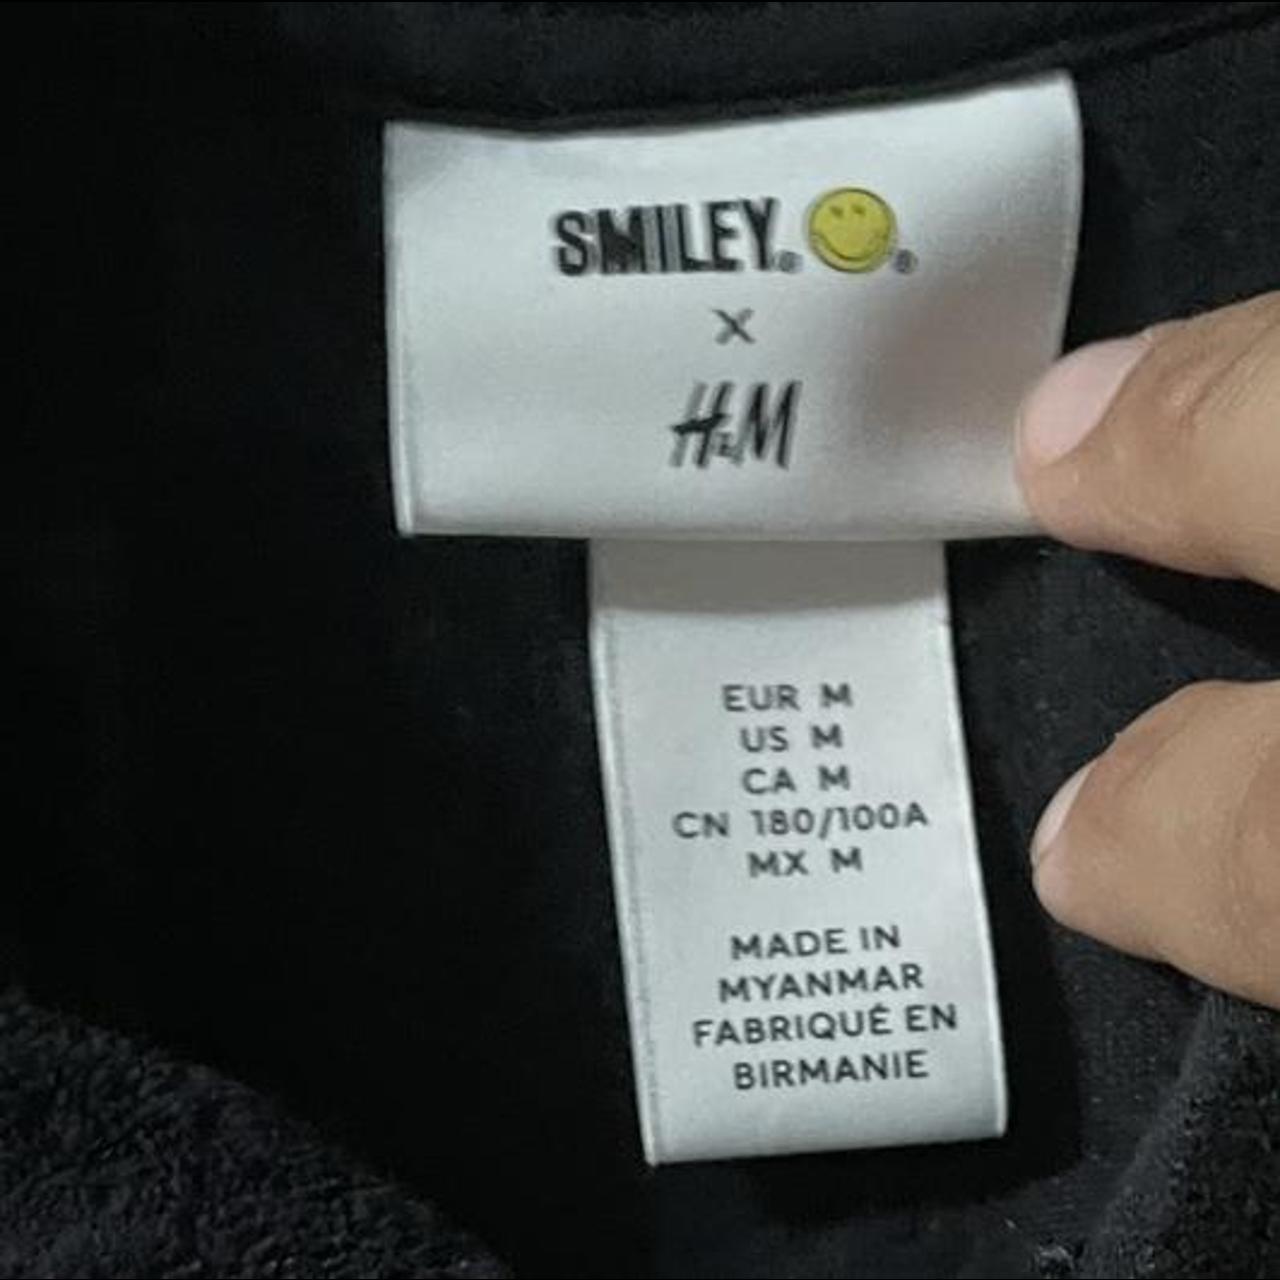 SMILEY® ®
X
H&M
EUR M
US M
CA M
CN 180/100A
MX M
MADE IN
MYANMAR
FABRIQUÉ EN
BIRMANIE